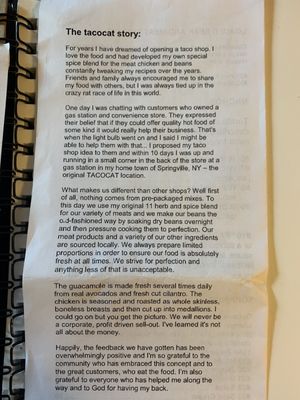 The tacocat story:
For years I have dreamed of opening a taco shop. I
love the food and had developed my own special
spice blend for the meat chicken and beans
constantly tweaking my recipes over the years.
Friends and family always encouraged me to share
my food with others, but I was always tied up in the
crazy rat race of life in this world.
One day I was chatting with customers who owned a
gas station and convenience store. They expressed
their belief that if they could offer quality hot food of
some kind it would really help their business. That's
when the light bulb went on and I said I might be
able to help them with that... I proposed my taco
shop idea to them and within 10 days I was up and
running in a small corner in the back of the store at a
gas station in my home town of Springville, NY – the
original TACOCAT location.
What makes us different than other shops? Well first
of all, nothing comes from pre-packaged mixes. To
this day we use my original 11 herb and spice blend
for our variety of meats and we make our beans the
old-fashioned way by soaking dry beans overnight
and then pressure cooking them to perfection. Our
meat products and a variety of our other ingredients
are sourced locally. We always prepare limited
proportions in order to ensure our food is absolutely
fresh at all times. We strive for perfection and
anything less of that is unacceptable.
The guacamole is made fresh several times daily
from real avocados and fresh cut cilantro. The
chicken is seasoned and roasted as whole skinless,
boneless breasts and then cut up into medallions. I
could go on but you get the picture. We will never be
a corporate, profit driven sell-out. I've learned it's not
all about the money.
Happily, the feedback we have gotten has been
overwhelmingly positive and I'm so grateful to the
community who has embraced this concept and to
the great customers, who eat the food. I'm also
grateful to everyone who has helped me along the
way and to God for having my back.